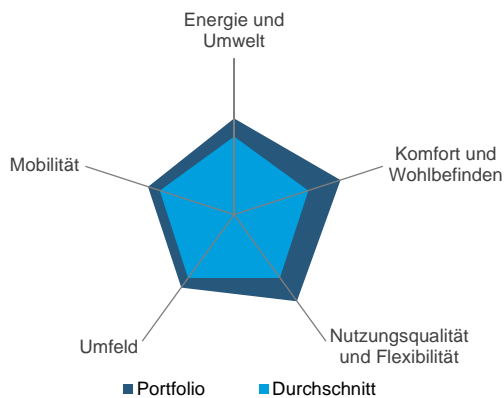 Energie und
Umwelt
Mobilität
Komfort und
Wohlbefinden
Umfeld
Nutzungsqualität
und Flexibilität
Portfolio
Durchschnitt